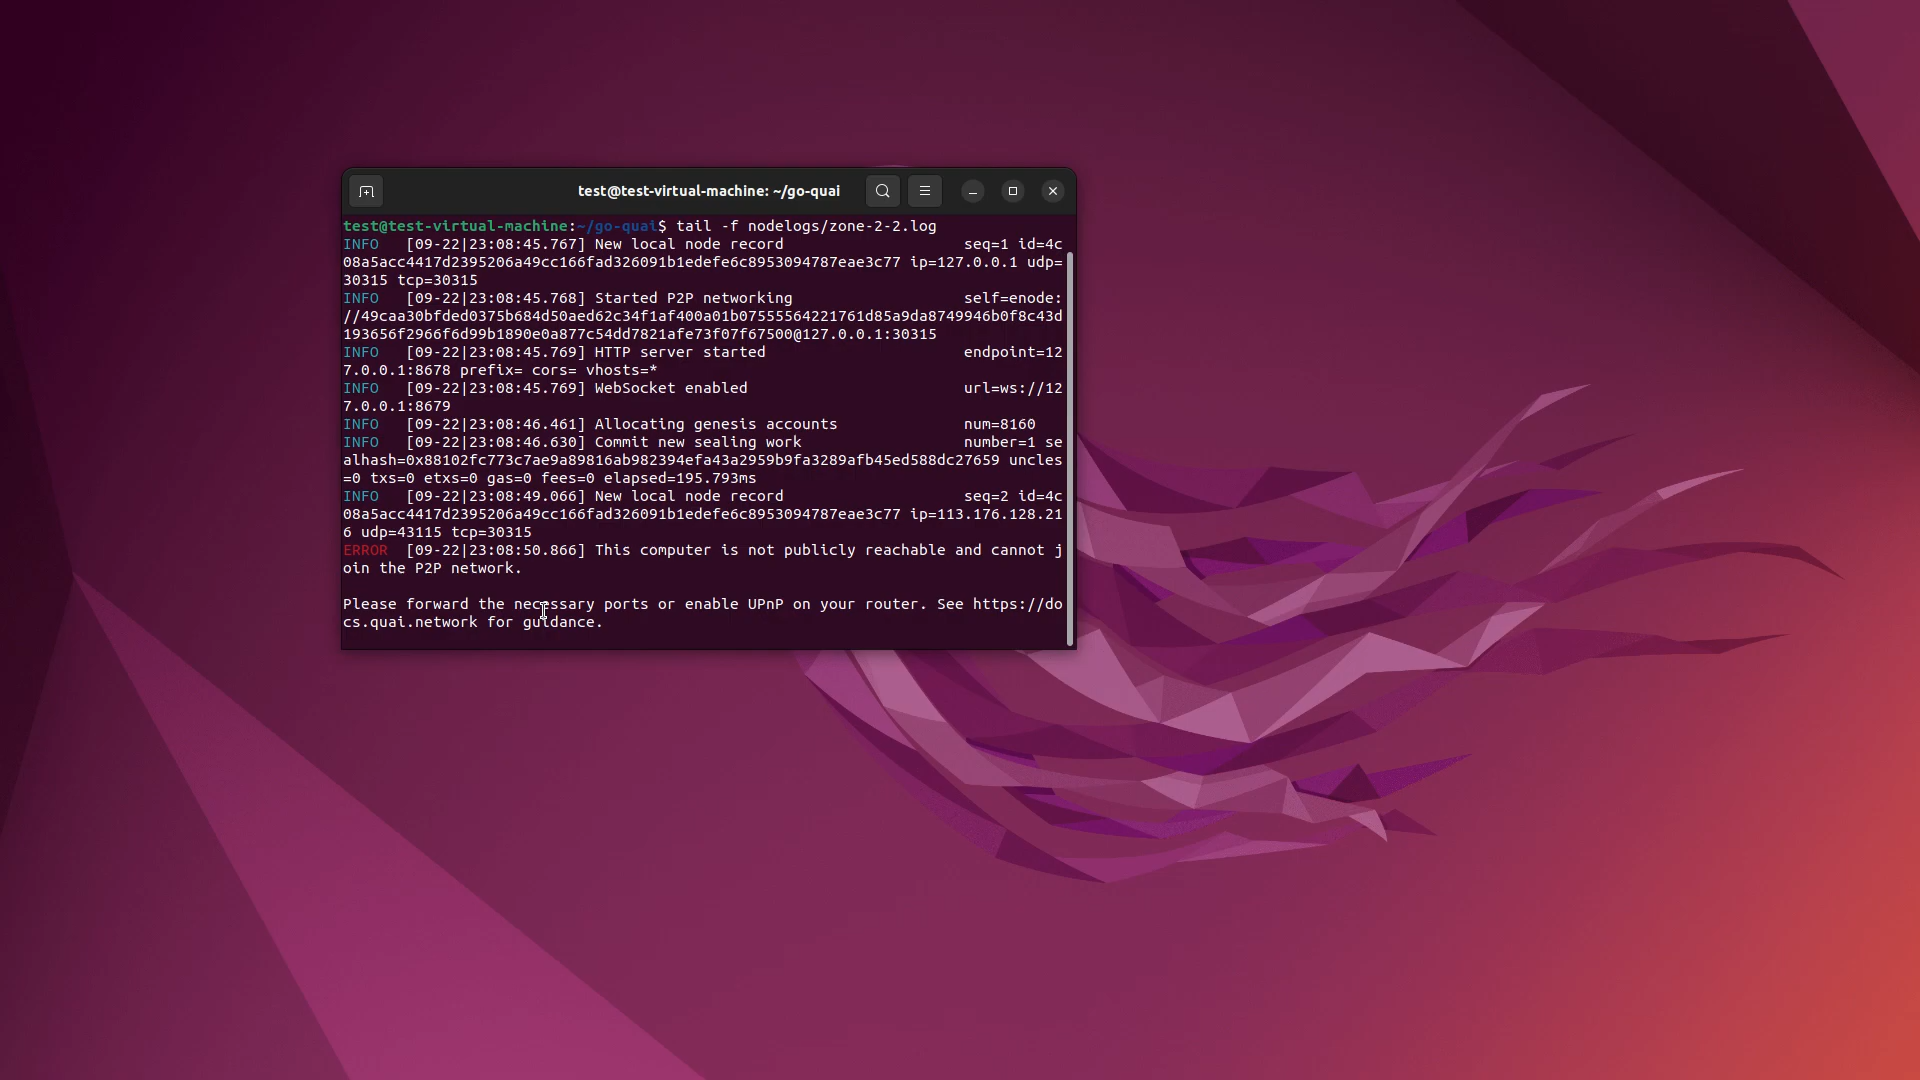 test@test-virtual-machine: ~/go-quai
test@test-virtual-machine:~/go-quai$ tail -f nodelogs/zone-2-2.log
INFO [09-22|23:08:45.767] New local node record seq=1 id=4c
08a5acc4417d2395206a49cc166fad326091b1edefe6c8953094787eae3c77 ip=127.0.0.1 udp=
30315 tcp=30315
INFO [09-22|23:08:45.768] Started P2P networking self=enode:
//49caa30bfded0375b684d50aed62c34f1af400a01b07555564221761d85a9da8749946b0f8c43d
193656f2966f6d99b1890e0a877c54dd7821afe73f07f67500@127.0.0.1:30315
INFO [09-22|23:08:45.769] HTTP server started endpoint=12
7.0.0.1:8678 prefix= cors= vhosts=*
INFO [09-22|23:08:45.769] WebSocket enabled url=ws://12
7.0.0.1:8679
INFO [09-22|23:08:46.461] Allocating genesis accounts num=8160
INFO [09-22|23:08:46.630] Commit new sealing work number=1 se
alhash=0x88102fc773c7ae9a89816ab982394efa43a2959b9fa3289afb45ed588dc27659 uncles
=0 txs=0 etxs=0 gas=0 fees=0 elapsed=195.793ms
INFO [09-22|23:08:49.066] New local node record seq=2 id=4c
08a5acc4417d2395206a49cc166fad326091b1edefe6c8953094787eae3c77 ip=113.176.128.21
6 udp=43115 tcp=30315
ERROR [09-22|23:08:50.866] This computer is not publicly reachable and cannot j
oin the P2P network.
Please forward the necessary ports or enable UPnP on your router. See https://do
cs.quai.network for guidance.